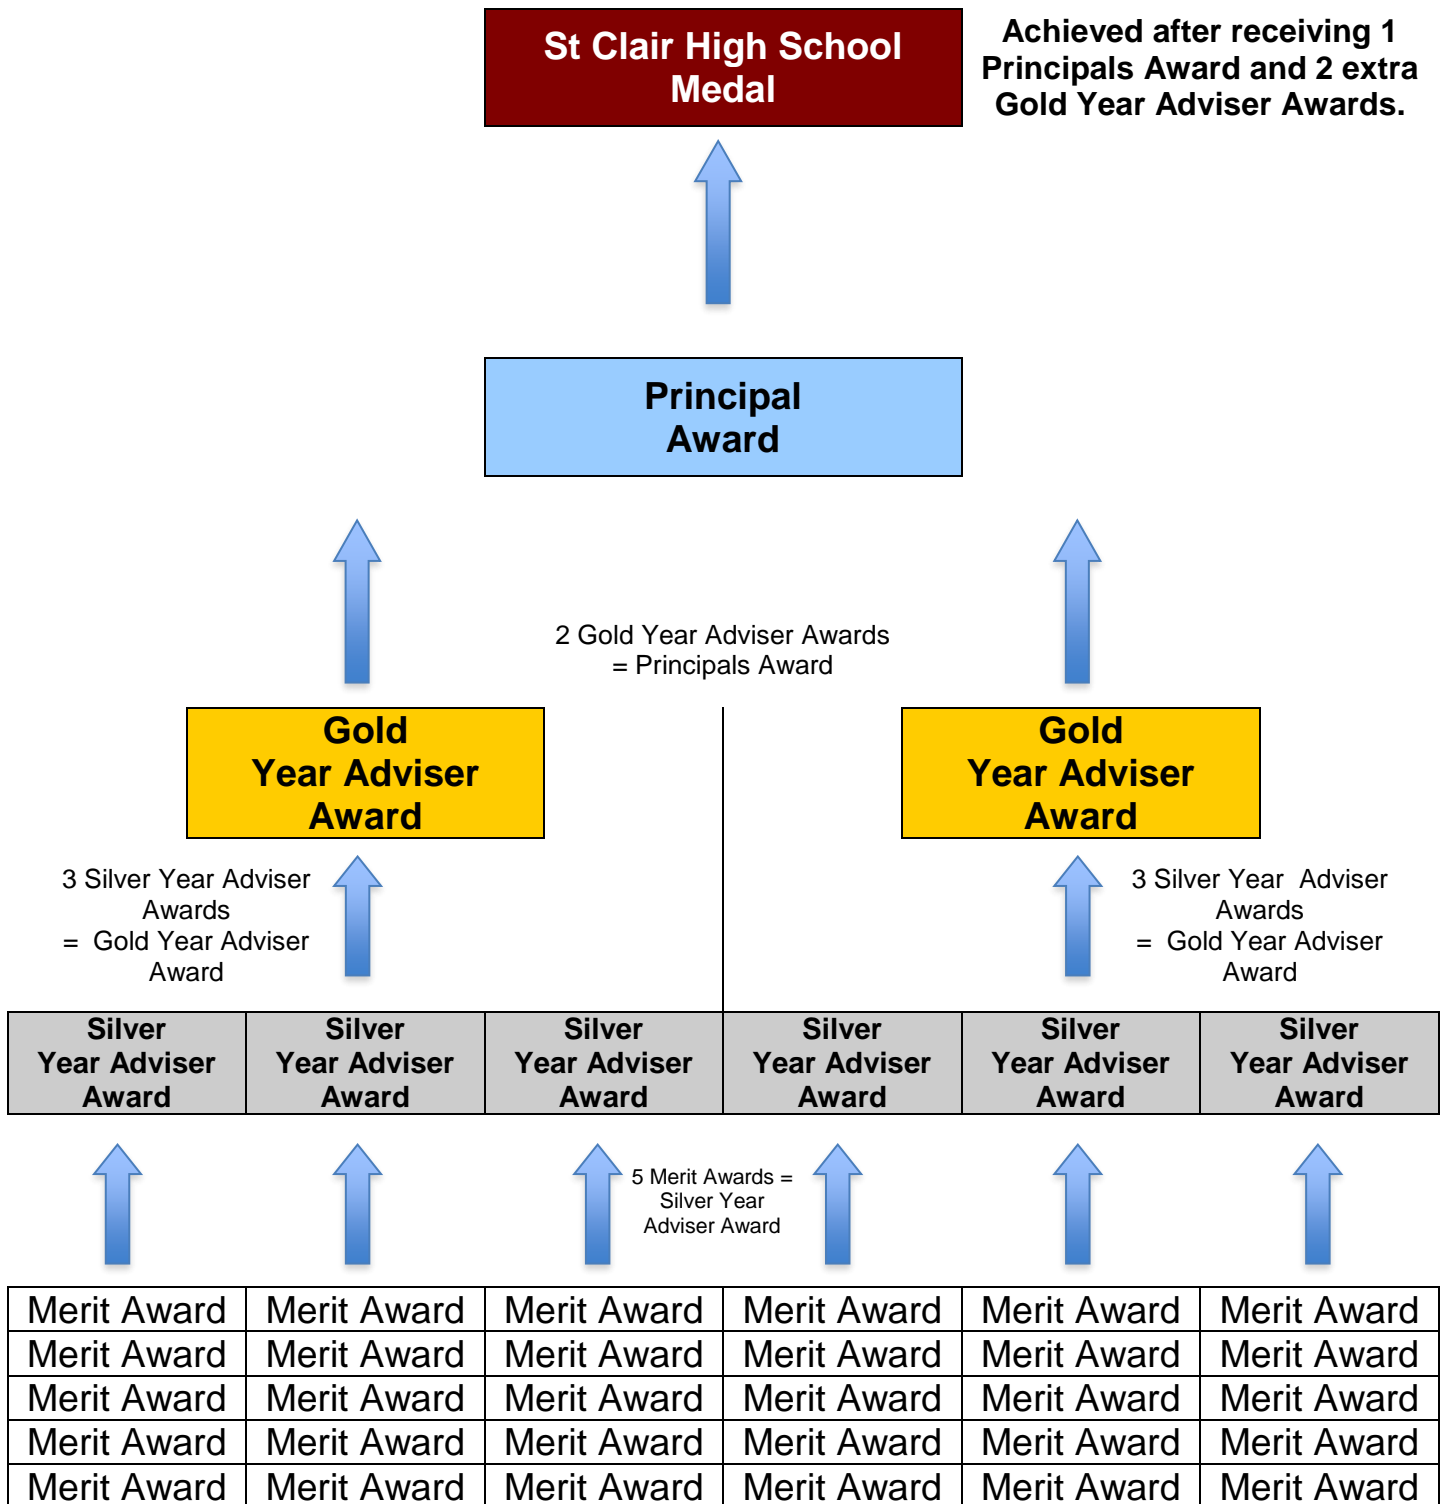 St Clair High School
Medal
Achieved after receiving 1
Principals Award and 2 extra
Gold Year Adviser Awards.
Principal
Award
2 Gold Year Adviser Awards
= Principals Award
Gold
Year Adviser
Award
Gold
Year Adviser
Award
3 Silver Year Adviser
Awards
= Gold Year Adviser
Award
3 Silver Year Adviser
Awards
= Gold Year Adviser
Award
Silver
Year Adviser
Award
Silver
Year Adviser
Award
Silver
Year Adviser
Award
Silver
Year Adviser
Award
Silver
Year Adviser
Award
Silver
Year Adviser
Award
5 Merit Awards =
Silver Year
Adviser Award
Merit Award Merit Award Merit Award Merit Award Merit Award Merit Award
Merit Award Merit Award Merit Award Merit Award Merit Award Merit Award
Merit Award Merit Award Merit Award Merit Award Merit Award Merit Award
Merit Award Merit Award Merit Award Merit Award Merit Award Merit Award
Merit Award Merit Award Merit Award Merit Award Merit Award Merit Award